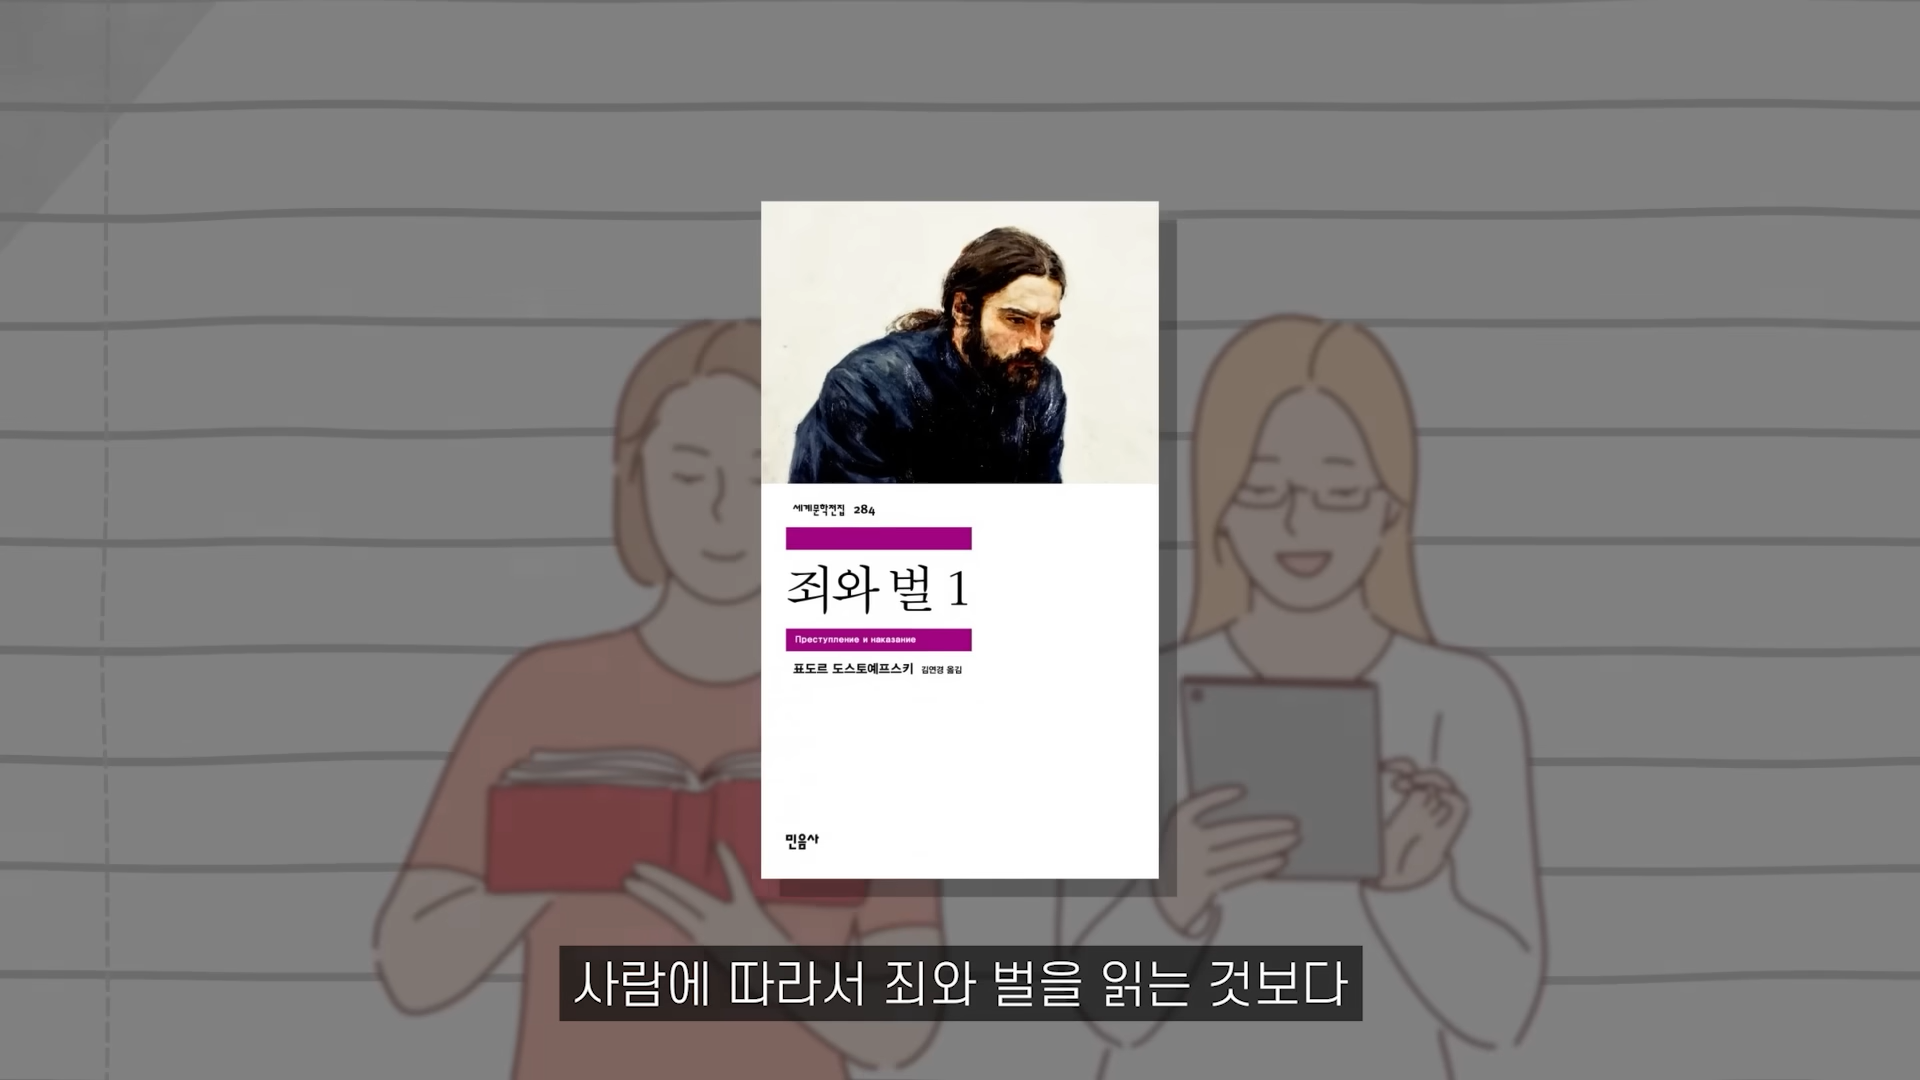 세계문학전집 284
죄와 벌 1
Преступление и наказание
표도르 도스토예프스키 김연경 옮김
민음사
사람에 따라서 죄와 벌을 읽는 것보다